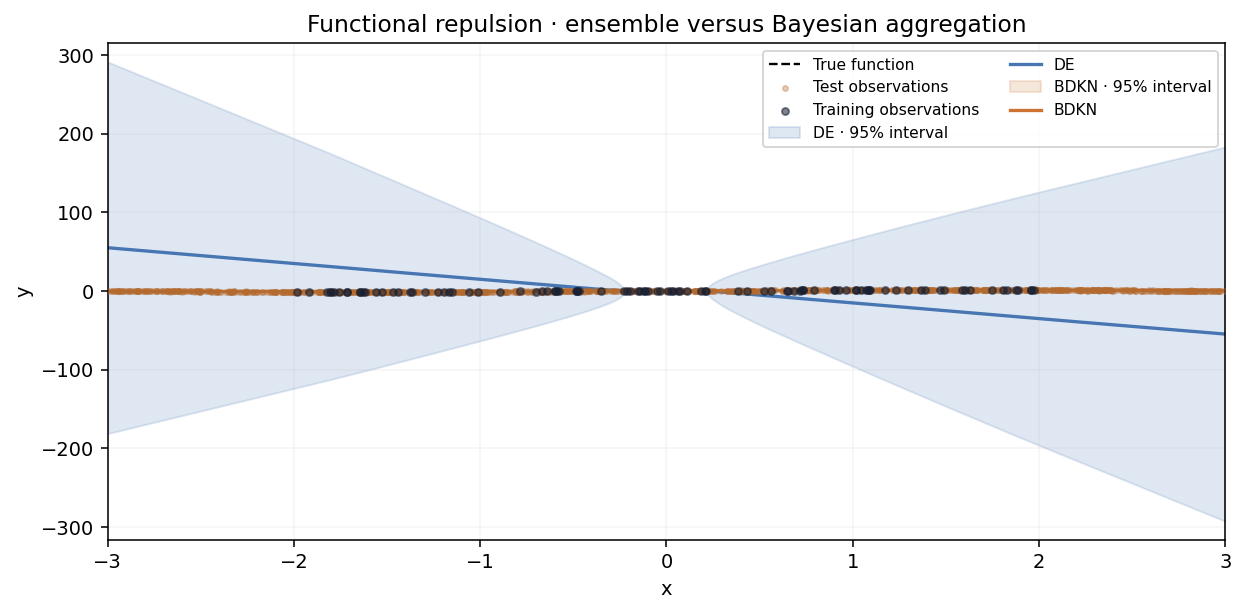 Functional repulsion · ensemble versus Bayesian aggregation
300
200
100
0
−100
−200
−300
y
True function
Test observations
Training observations
DE · 95% interval
DE
BDKN · 95% interval
BDKN
−3
−2
−1
0
1
2
3
x